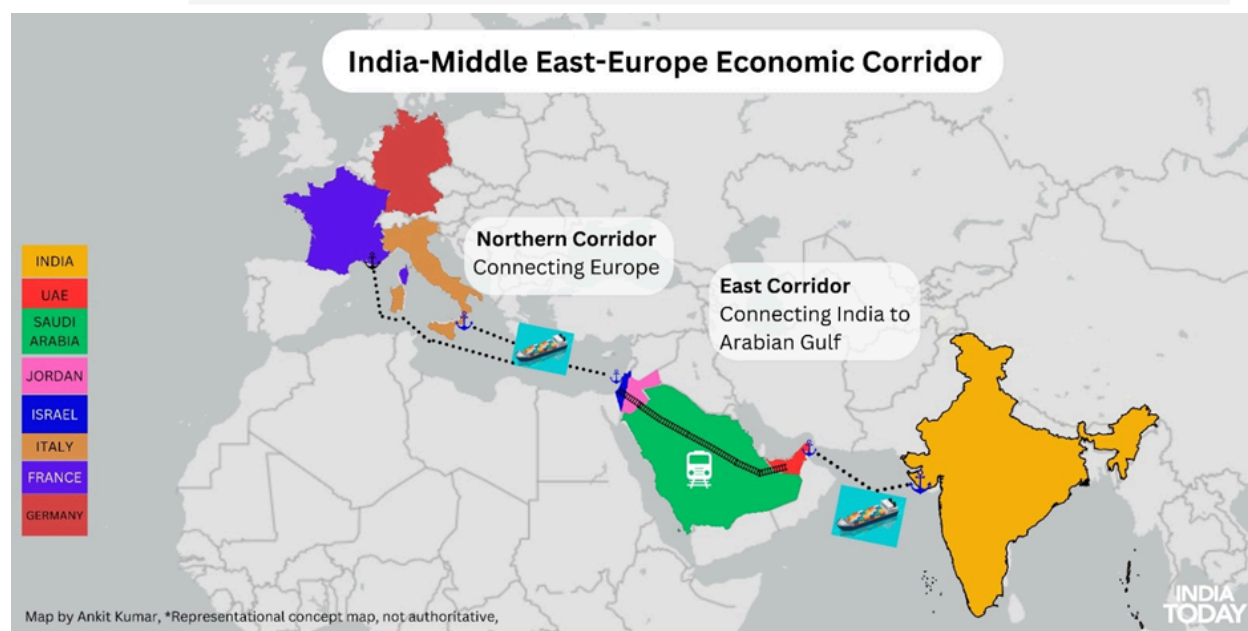 India-Middle East-Europe Economic Corridor
Northern Corridor
Connecting Europe
East Corridor
Connecting India to
Arabian Gulf
INDIA
UAE
SAUDI
ARABIA
JORDAN
ISRAEL
ITALY
FRANCE
GERMANY
Map by Ankit Kumar, *Representational concept map, not authoritative,
INDIA
TODAY